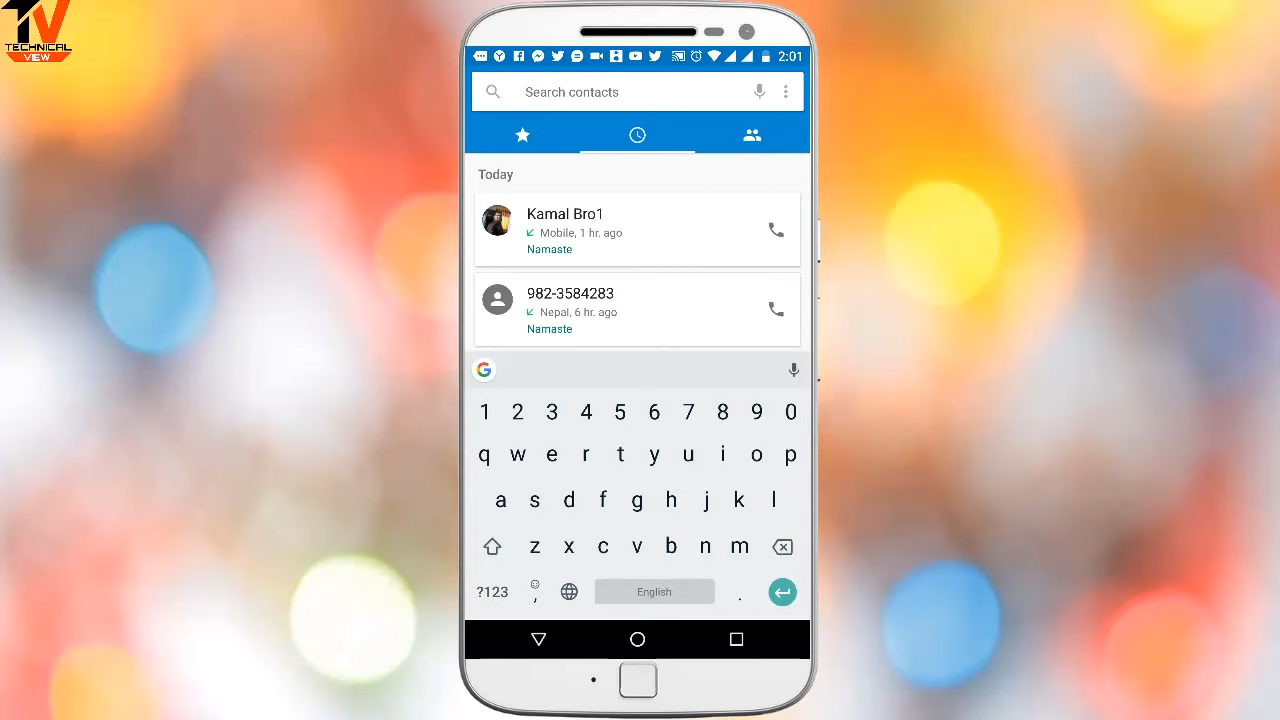 TV
TECHNICAL
VIEW
2:01
Search contacts
Today
Kamal Bro1
Mobile, 1 hr. ago
Namaste
982-3584283
Nepal, 6 hr. ago
Namaste
G
1 2 3 4 5 6 7 8 9 0
q w e r t y u i o p
a s d f g h j k l
z x c v b n m
?123 , English .